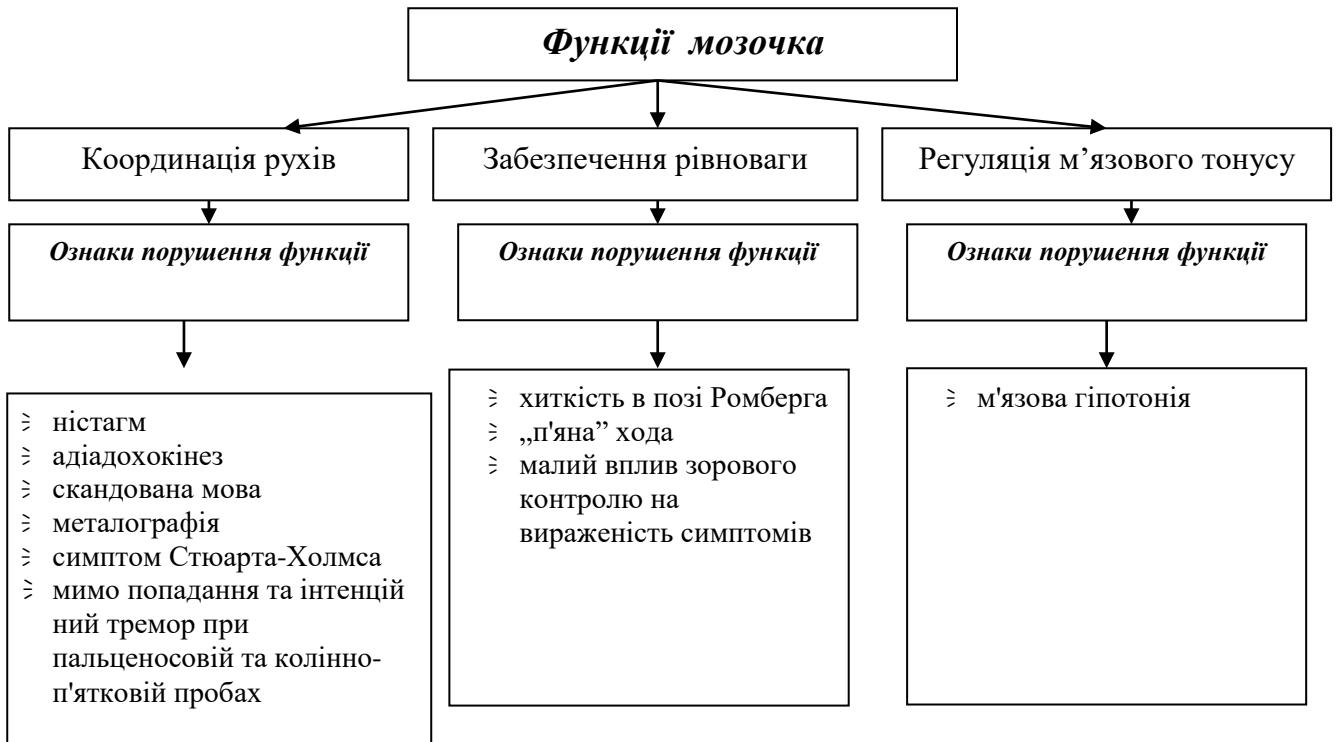 Функції мозочка
Координація рухів
Забезпечення рівноваги
Регуляція м’язового тонусу
Ознаки порушення функції
Ознаки порушення функції
Ознаки порушення функції
ністагм
адіадохокінез
скандована мова
металографія
симптом Стюарта-Холмса
мимо попадання та інтенцій
ний тремор при
пальценосовій та колінно-
п'ятковій пробах
хиткість в позі Ромберга
„п'яна” хода
малий вплив зорового
контролю на
вираженість симптомів
м'язова гіпотонія